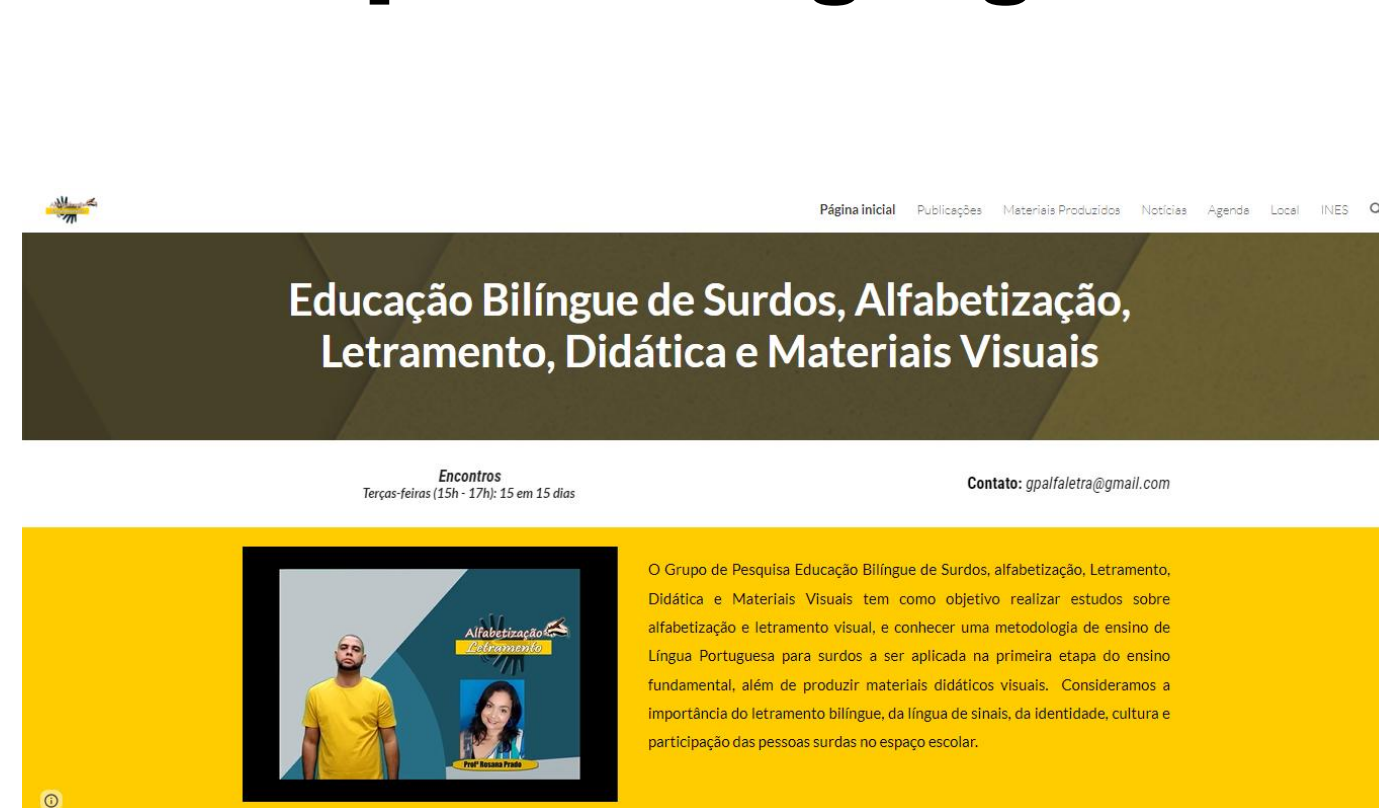 Página inicial Publicações Materiais Produzidos Notícias Agenda Local INES
Educação Bilíngue de Surdos, Alfabetização,
Letramento, Didática e Materiais Visuais
Encontros
Terças-feiras (15h - 17h): 15 em 15 dias
Contato: gpalfaletra@gmail.com
Alfabetização
Letramento
Profª Rosana Prado
O Grupo de Pesquisa Educação Bilíngue de Surdos, alfabetização, Letramento,
Didática e Materiais Visuais tem como objetivo realizar estudos sobre
alfabetização e letramento visual, e conhecer uma metodologia de ensino de
Língua Portuguesa para surdos a ser aplicada na primeira etapa do ensino
fundamental, além de produzir materiais didáticos visuais. Consideramos a
importância do letramento bilíngue, da língua de sinais, da identidade, cultura e
participação das pessoas surdas no espaço escolar.